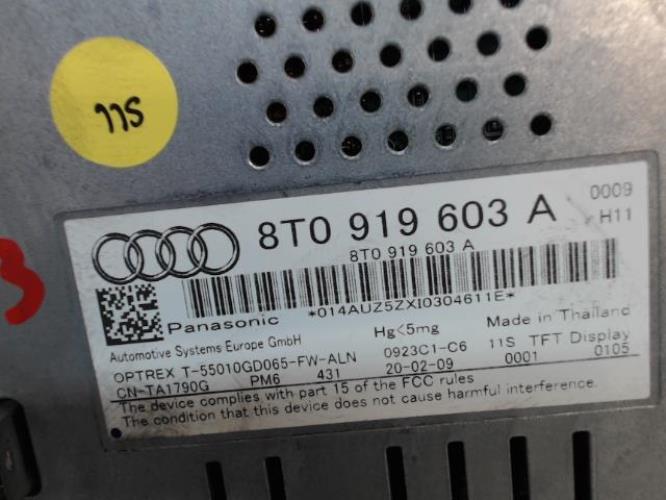 11S
3
8T0 919 603 A
0009
H11
8T0 919 603 A
*014AUZ5ZXI0304611E*
Panasonic
Automotive Systems Europe GmbH
Hg<5mg
Made in Thailand
OPTREX T-55010GD065-FW-ALN
0923C1-C6
11S TFT Display
CN-TA1790G
PM6
431
20-02-09
0001
0105
The device complies with part 15 of the FCC rules
The condition that this device does not cause harmful interference.